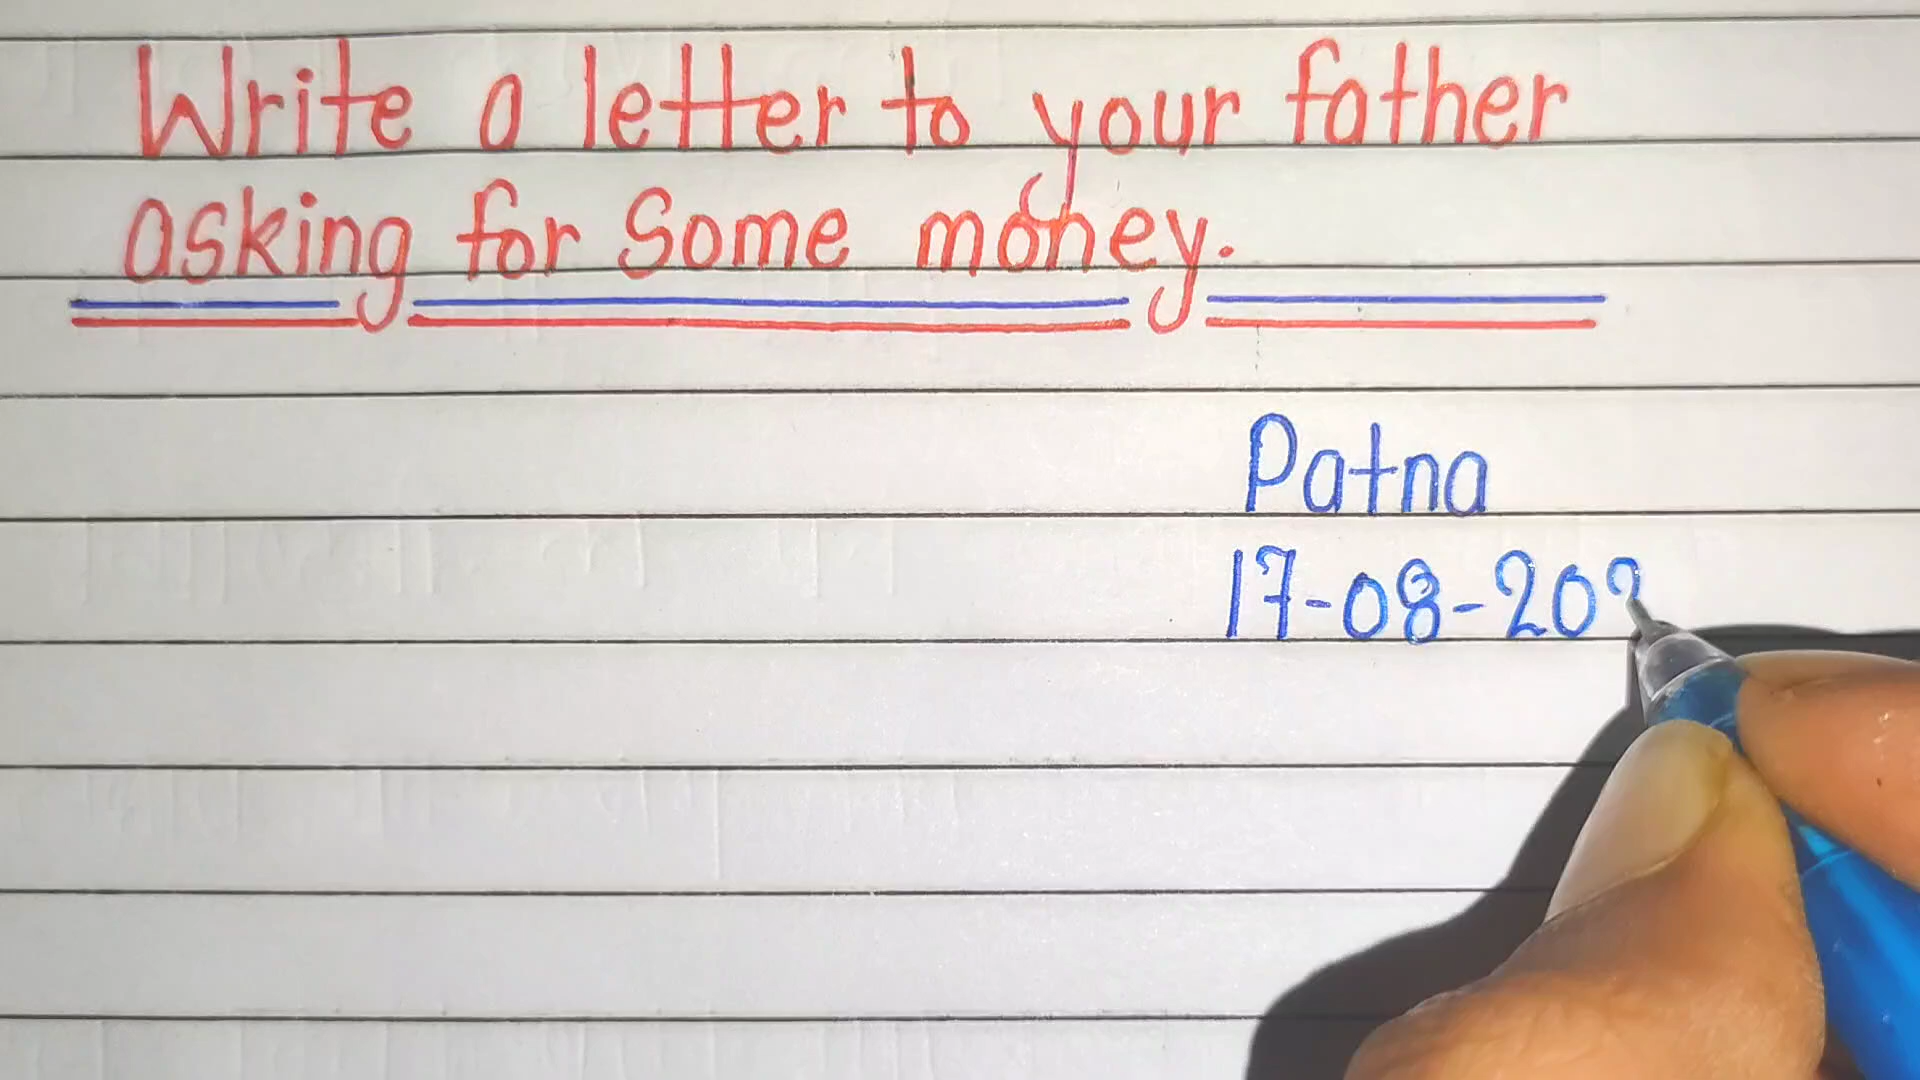 Write a letter to your father
asking for Some money.
Patna
17-08-202